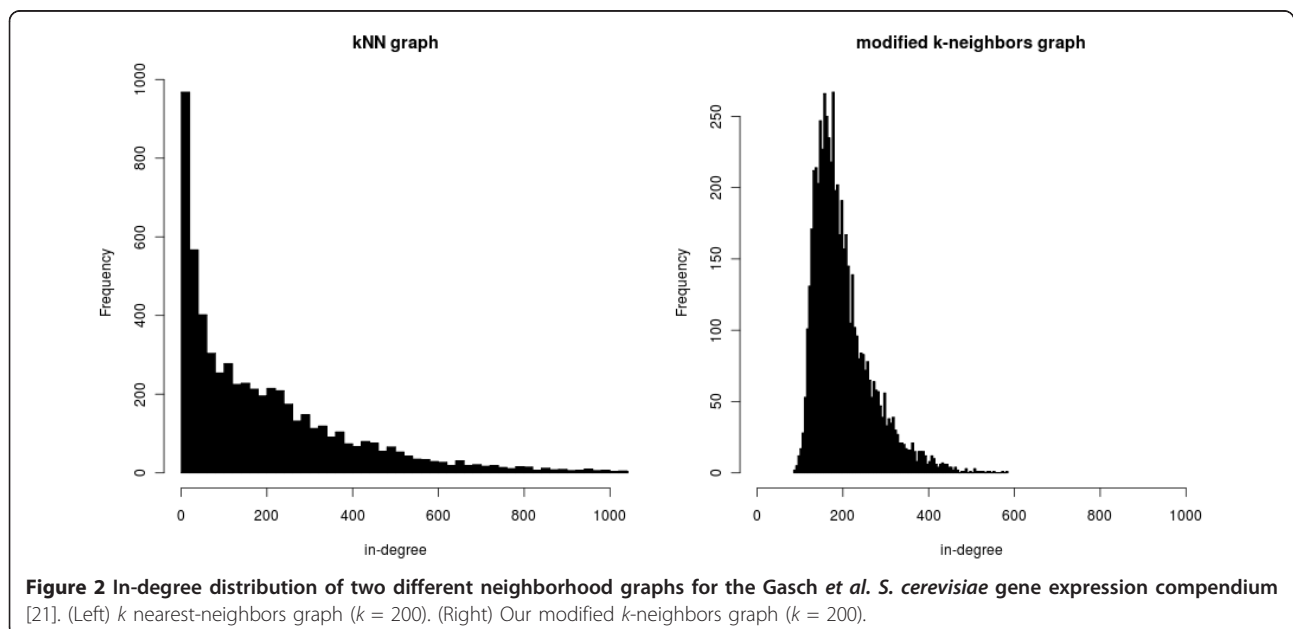 kNN graph
1000
800
600
400
200
0
Frequency
0 200 400 600 800 1000
in-degree
modified k-neighbors graph
250
200
150
100
50
0
Frequency
0 200 400 600 800 1000
in-degree
Figure 2 In-degree distribution of two different neighborhood graphs for the Gasch et al. S. cerevisiae gene expression compendium
[21]. (Left) k nearest-neighbors graph (k = 200). (Right) Our modified k-neighbors graph (k = 200).